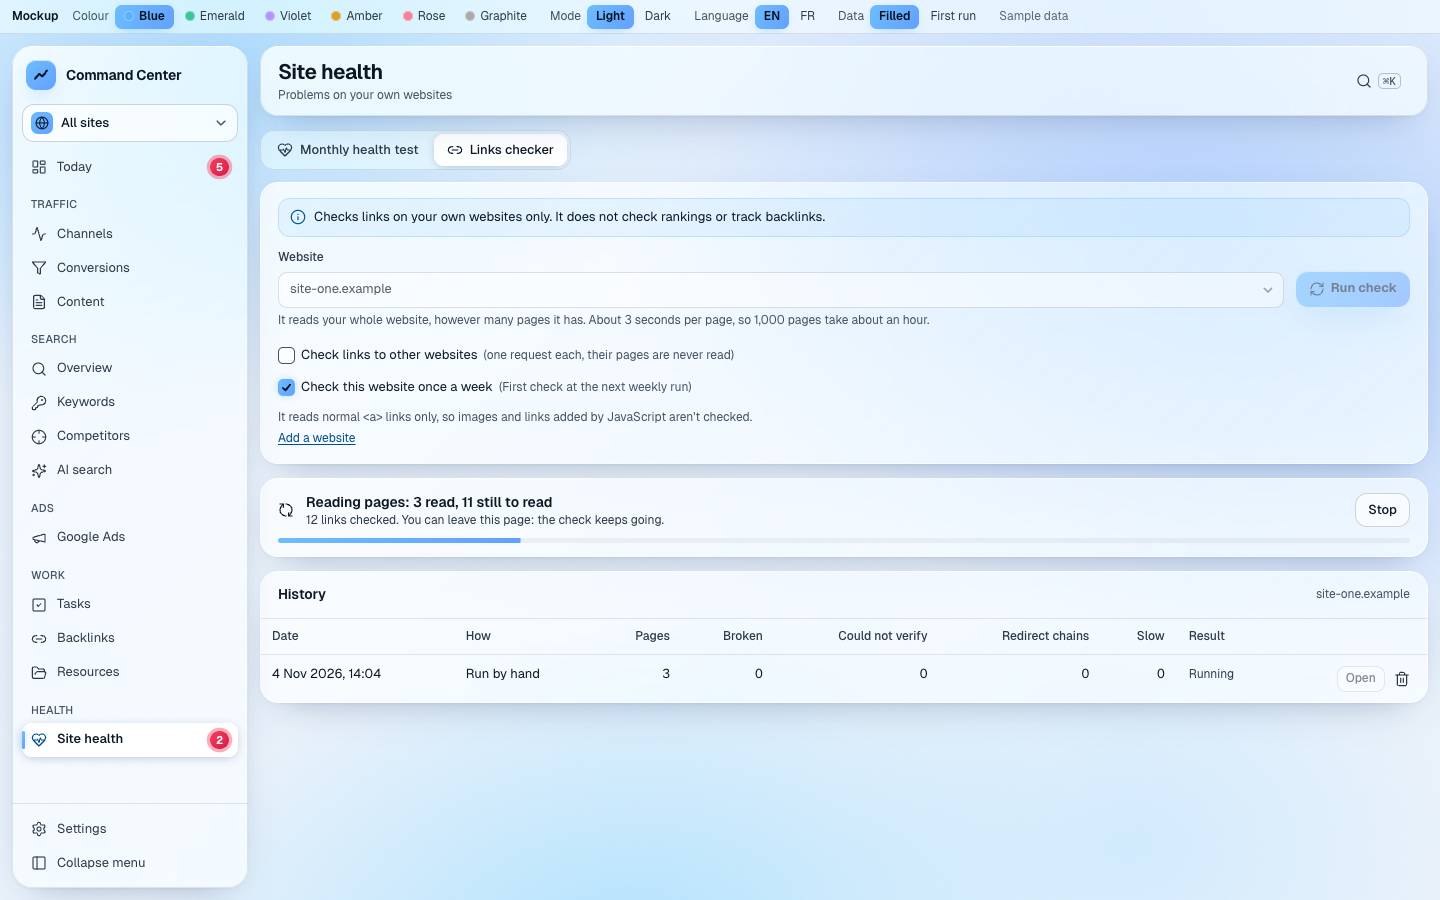 Mockup Colour Blue Emerald Violet Amber Rose Graphite Mode Light Dark Language EN FR Data Filled First run Sample data
Command Center
All sites
Today 5
TRAFFIC
Channels
Conversions
Content
SEARCH
Overview
Keywords
Competitors
AI search
ADS
Google Ads
WORK
Tasks
Backlinks
Resources
HEALTH
Site health 2
Settings
Collapse menu
Site health
Problems on your own websites
⌘K
Monthly health test Links checker
Checks links on your own websites only. It does not check rankings or track backlinks.
Website
site-one.example Run check
It reads your whole website, however many pages it has. About 3 seconds per page, so 1,000 pages take about an hour.
Check links to other websites (one request each, their pages are never read)
Check this website once a week (First check at the next weekly run)
It reads normal <a> links only, so images and links added by JavaScript aren't checked.
Add a website
Reading pages: 3 read, 11 still to read
12 links checked. You can leave this page: the check keeps going.
Stop
History site-one.example
Date How Pages Broken Could not verify Redirect chains Slow Result
4 Nov 2026, 14:04 Run by hand 3 0 0 0 0 Running Open